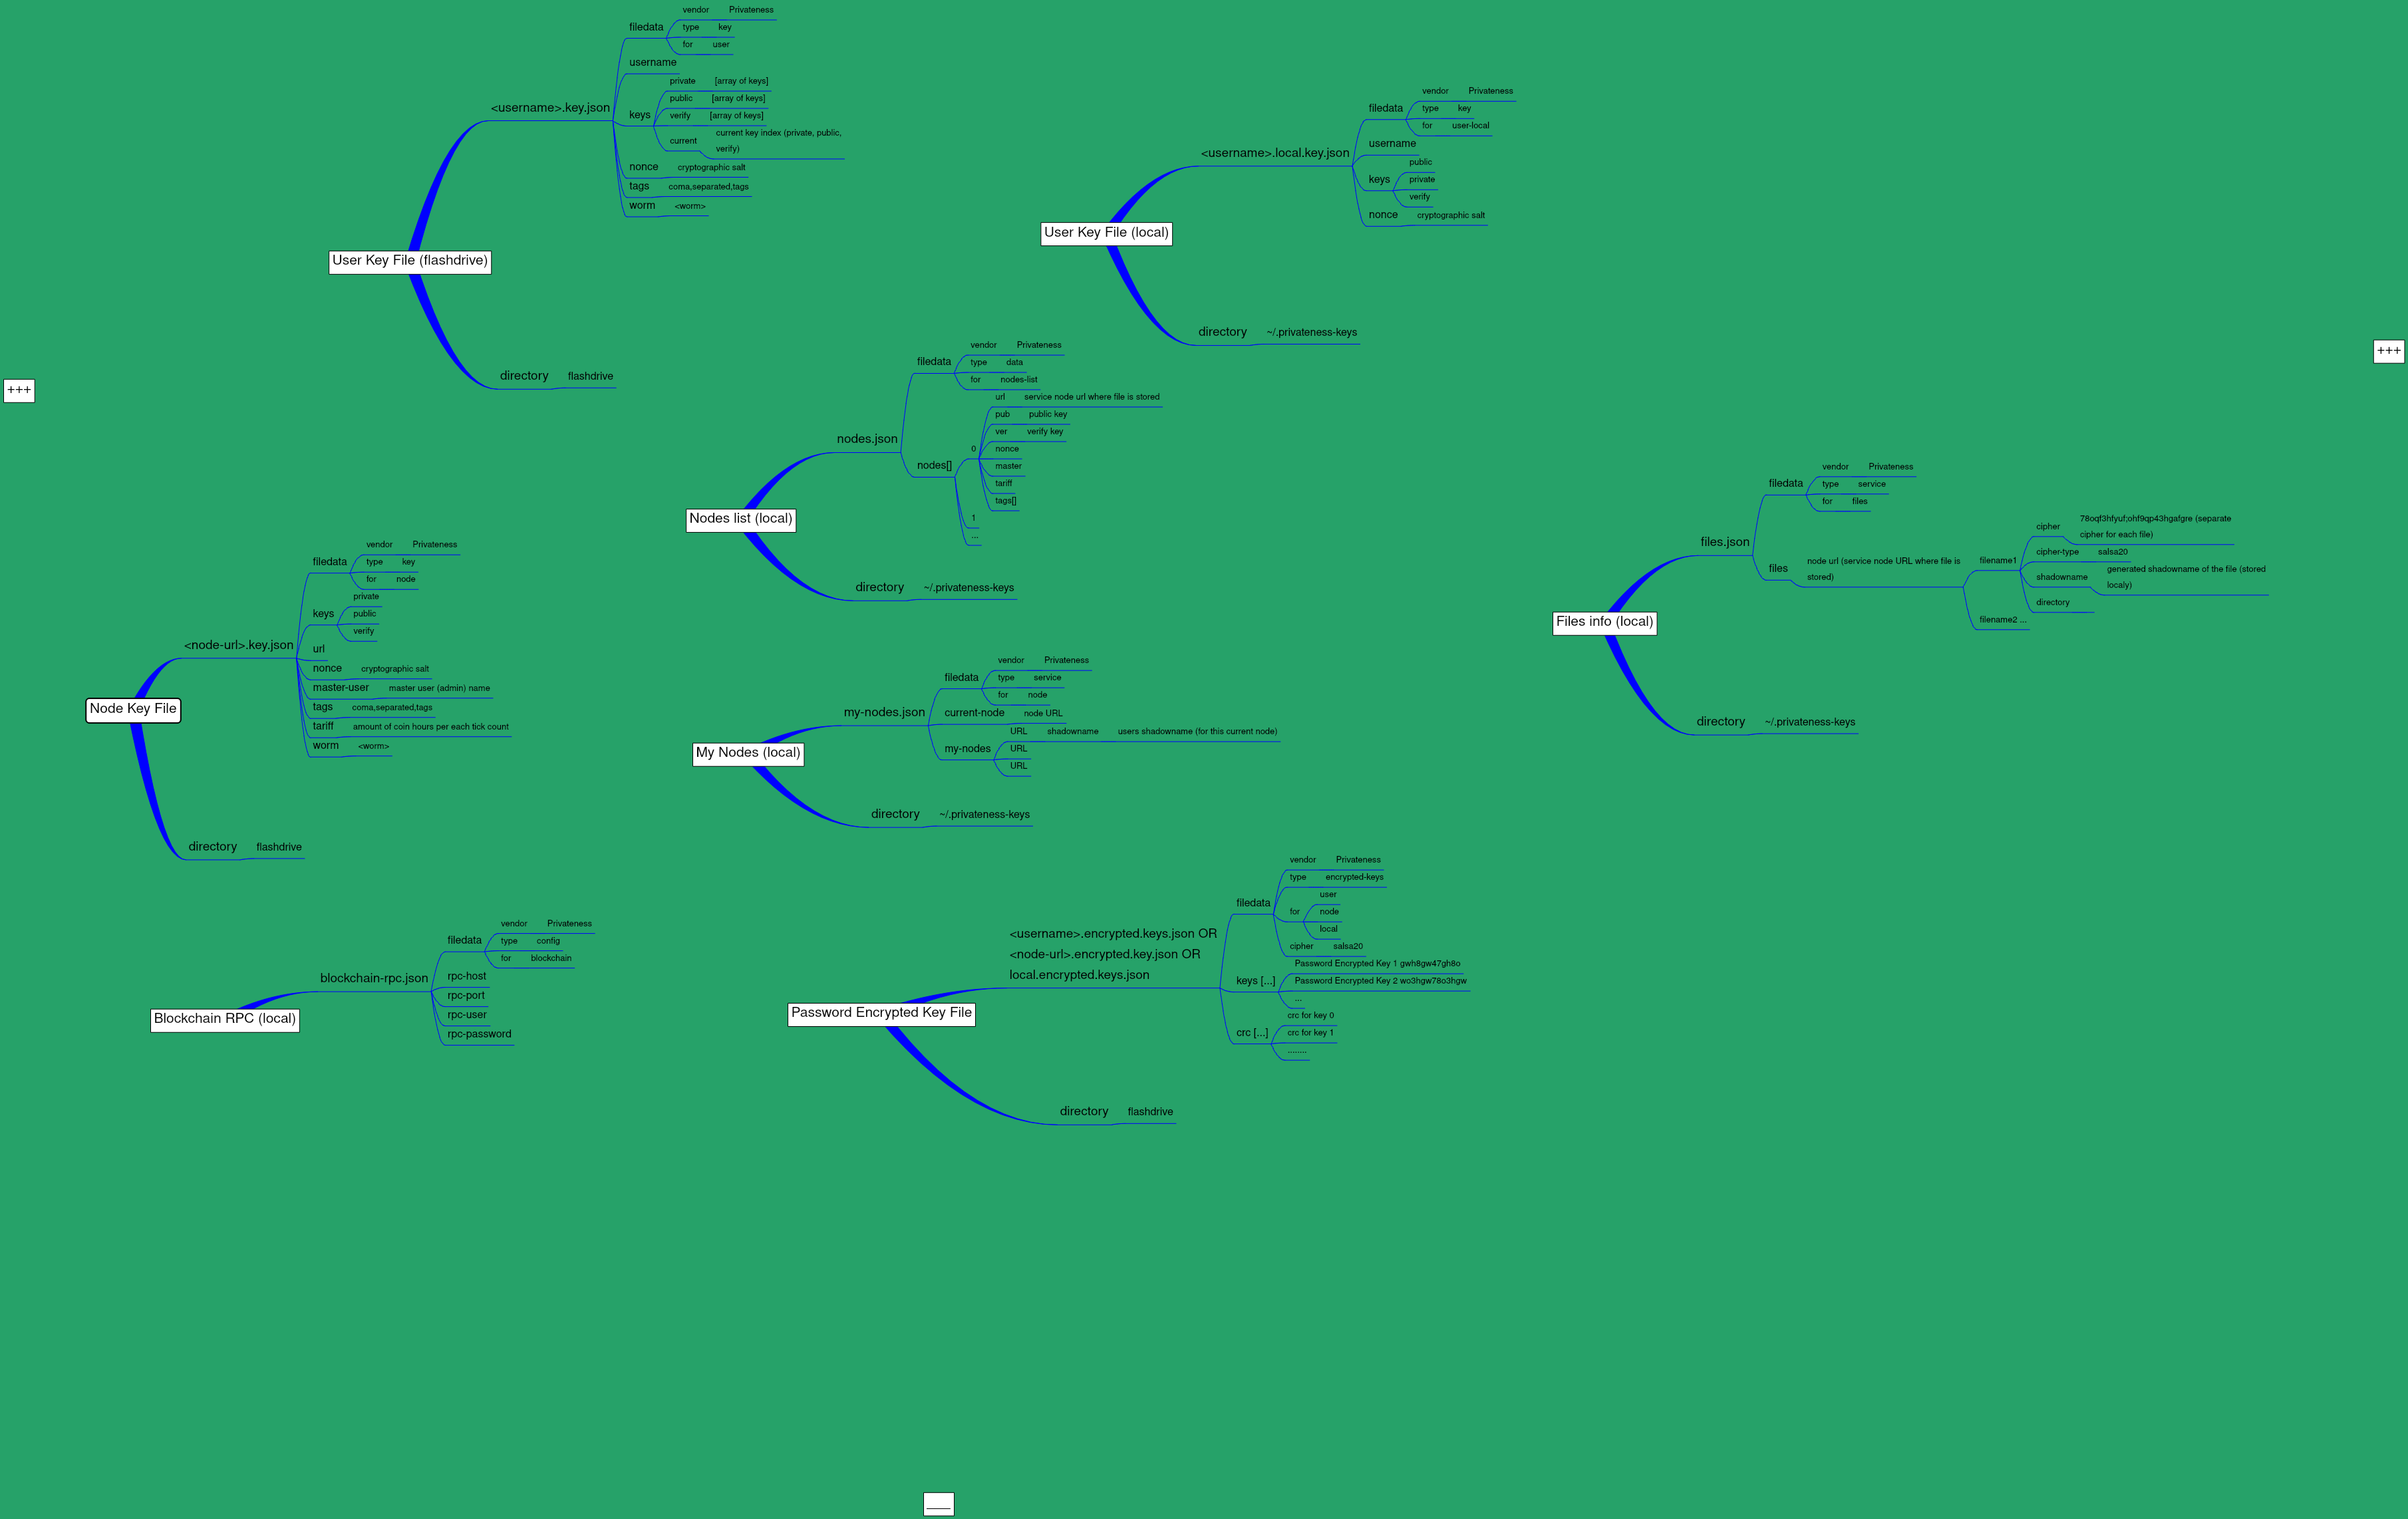 User Key File (flashdrive)
<username>.key.json
filedata
vendor Privateness
type key
for user
username
keys
private [array of keys]
public [array of keys]
verify [array of keys]
current
current key index (private, public,
verify)
nonce cryptographic salt
tags coma,separated,tags
worm <worm>
directory flashdrive
User Key File (local)
<username>.local.key.json
filedata
vendor Privateness
type key
for user-local
username
keys
public
private
verify
nonce cryptographic salt
directory ~/.privateness-keys
+++
+++
Nodes list (local)
nodes.json
filedata
vendor Privateness
type data
for nodes-list
nodes[]
0
url service node url where file is stored
pub public key
ver verify key
nonce
master
tariff
tags[]
1
...
directory ~/.privateness-keys
Files info (local)
files.json
filedata
vendor Privateness
type service
for files
files
node url (service node URL where file is
stored)
filename1
cipher
78oqf3hfyuf;ohf9qp43hgafgre (separate
cipher for each file)
cipher-type salsa20
shadowname
generated shadowname of the file (stored
localy)
directory
filename2 ...
directory ~/.privateness-keys
Node Key File
<node-url>.key.json
filedata
vendor Privateness
type key
for node
keys
private
public
verify
url
nonce cryptographic salt
master-user master user (admin) name
tags coma,separated,tags
tariff amount of coin hours per each tick count
worm <worm>
directory flashdrive
My Nodes (local)
my-nodes.json
filedata
vendor Privateness
type service
for node
current-node node URL
my-nodes
URL shadowname users shadowname (for this current node)
URL
URL
directory ~/.privateness-keys
Blockchain RPC (local)
blockchain-rpc.json
filedata
vendor Privateness
type config
for blockchain
rpc-host
rpc-port
rpc-user
rpc-password
Password Encrypted Key File
<username>.encrypted.keys.json OR
<node-url>.encrypted.key.json OR
local.encrypted.keys.json
filedata
vendor Privateness
type encrypted-keys
for
user
node
local
cipher salsa20
keys [...]
Password Encrypted Key 1 gwh8gw47gh8o
Password Encrypted Key 2 wo3hgw78o3hgw
...
crc [...]
crc for key 0
crc for key 1
........
directory flashdrive
___